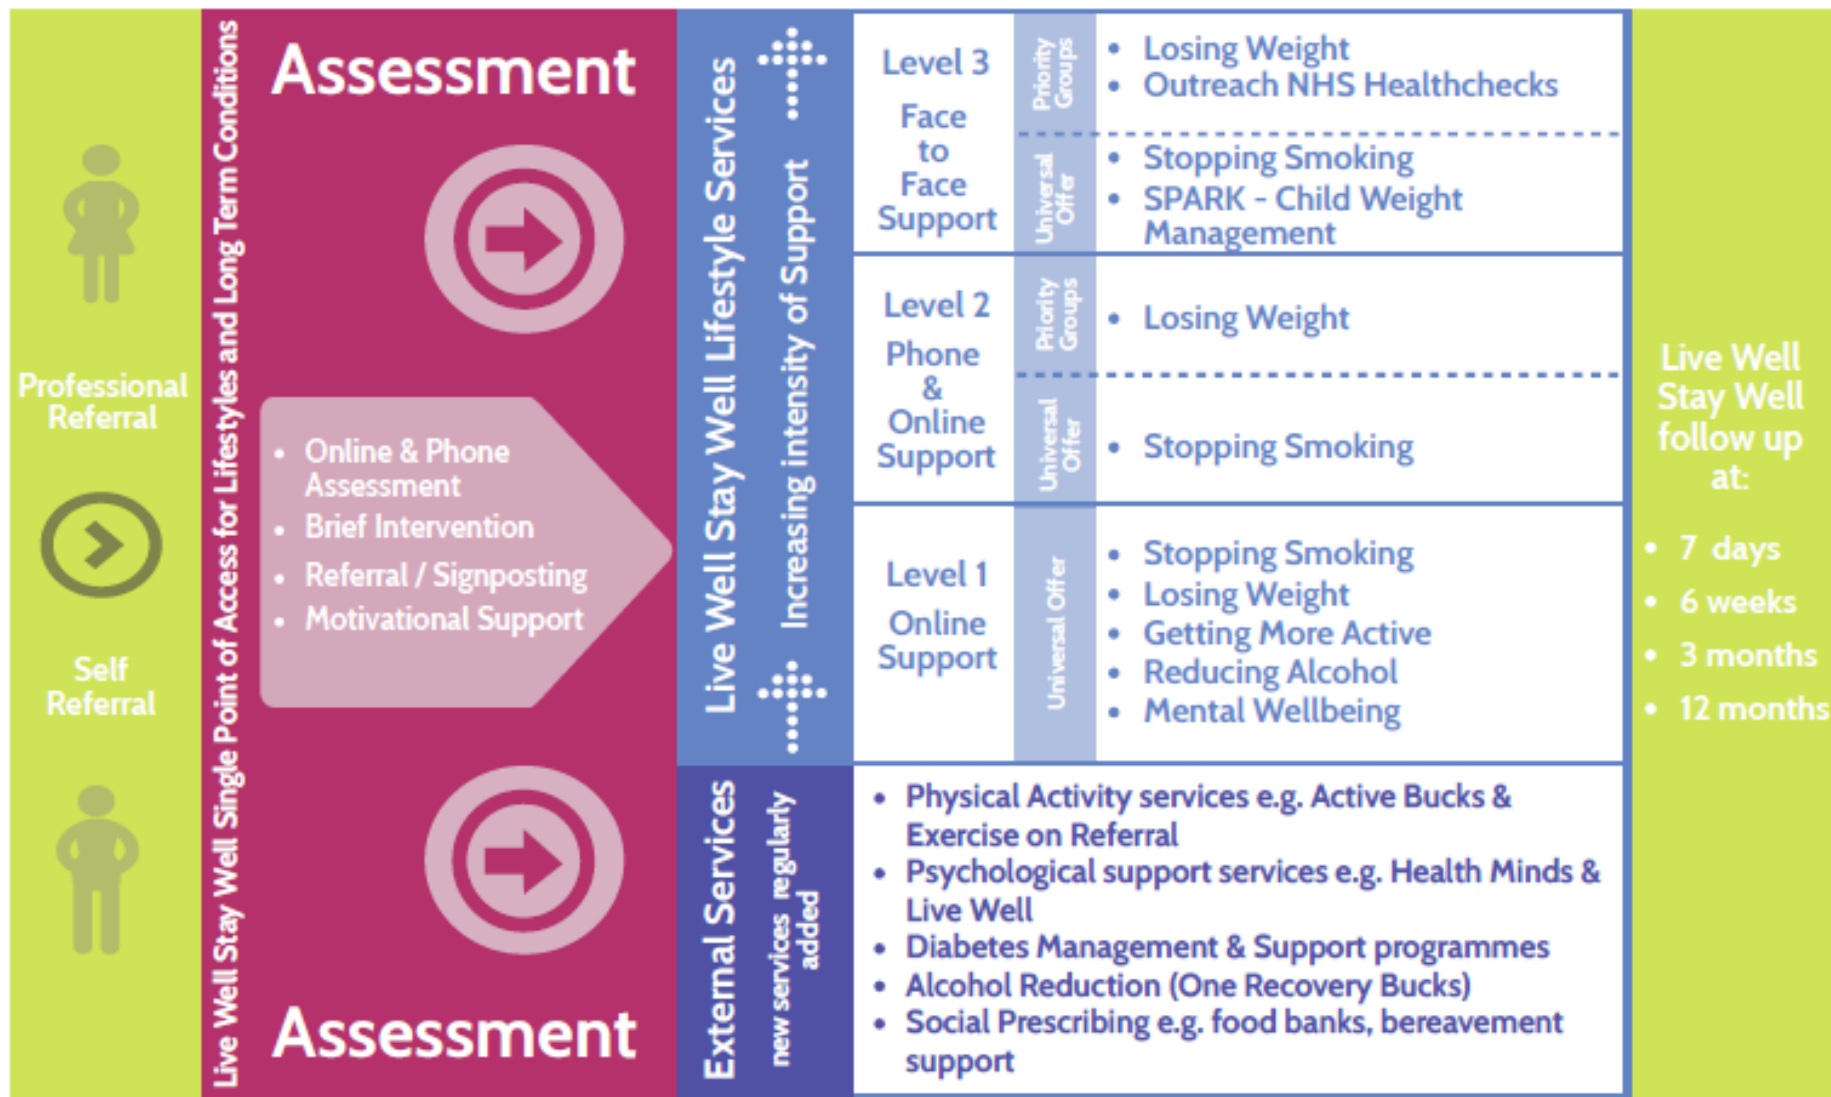 Professional
Referral
Self
Referral
Live Well Stay Well Single Point of Access for Lifestyles and Long Term Conditions
Assessment
• Online & Phone
Assessment
• Brief Intervention
• Referral / Signposting
• Motivational Support
Assessment
Live Well Stay Well Lifestyle Services
Increasing intensity of Support
Level 3
Face
to
Face
Support
Priority
Groups
• Losing Weight
• Outreach NHS Healthchecks
Universal
Offer
• Stopping Smoking
• SPARK - Child Weight
Management
Level 2
Phone
&
Online
Support
Priority
Groups
• Losing Weight
Universal
Offer
• Stopping Smoking
Level 1
Online
Support
Universal Offer
• Stopping Smoking
• Losing Weight
• Getting More Active
• Reducing Alcohol
• Mental Wellbeing
External Services
new services regularly
added
• Physical Activity services e.g. Active Bucks &
Exercise on Referral
• Psychological support services e.g. Health Minds &
Live Well
• Diabetes Management & Support programmes
• Alcohol Reduction (One Recovery Bucks)
• Social Prescribing e.g. food banks, bereavement
support
Live Well
Stay Well
follow up
at:
• 7 days
• 6 weeks
• 3 months
• 12 months